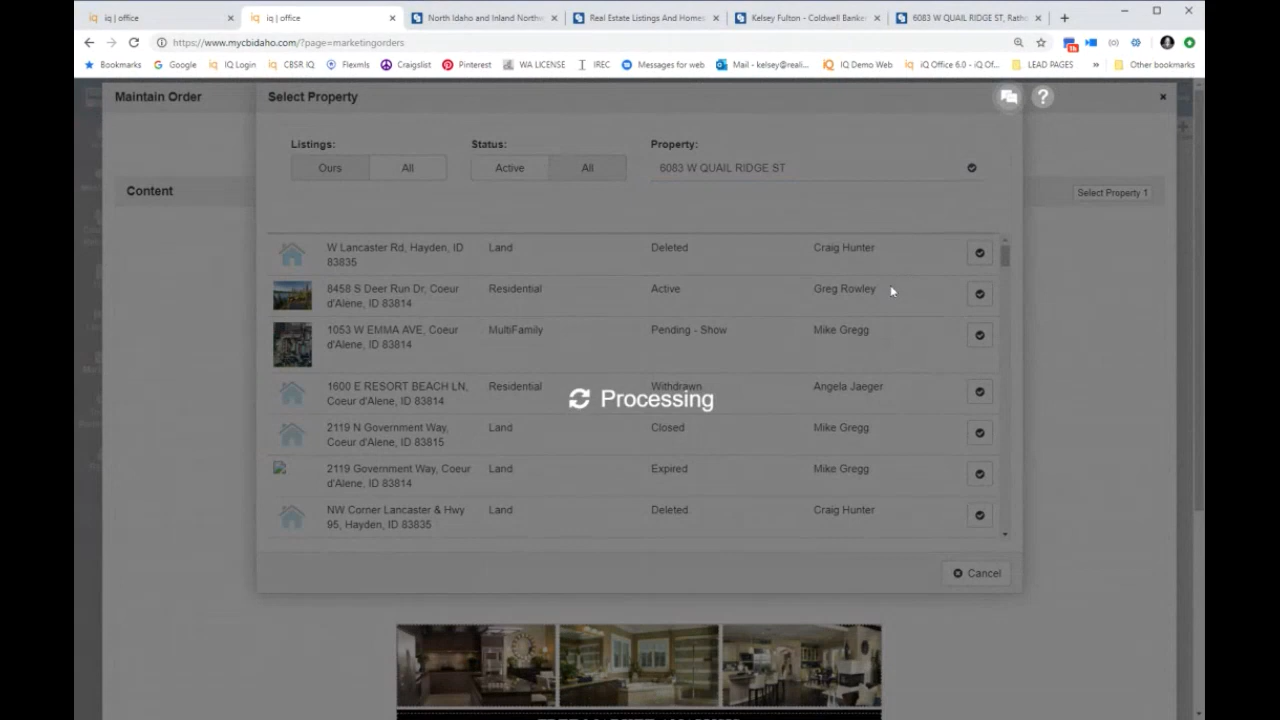 iq | office
iq | office
North Idaho and Inland Northw
Real Estate Listings And Homes
Kelsey Fulton - Coldwell Banker
6083 W QUAIL RIDGE ST, Rath
https://www.mycbidaho.com/?page=marketingorders
Bookmarks
Google
IQ Login
CBSR IQ
Flexmls
Craigslist
Pinterest
WA LICENSE
IREC
Messages for web
Mail - kelsey@reali...
IQ Demo Web
iQ Office 6.0 - iQ Of...
LEAD PAGES
»
Other bookmarks
Maintain Order
Select Property
Listings:
Status:
Property:
Ours
All
Active
All
6083 W QUAIL RIDGE ST
Content
Select Property 1
W Lancaster Rd, Hayden, ID
83835
Land
Deleted
Craig Hunter
8458 S Deer Run Dr, Coeur
d'Alene, ID 83814
Residential
Active
Greg Rowley
1053 W EMMA AVE, Coeur
d'Alene, ID 83814
MultiFamily
Pending - Show
Mike Gregg
1600 E RESORT BEACH LN,
Coeur d'Alene, ID 83814
Residential
Withdrawn
Angela Jaeger
Processing
2119 N Government Way,
Coeur d'Alene, ID 83815
Land
Closed
Mike Gregg
2119 Government Way, Coeur
d'Alene, ID 83814
Land
Expired
Mike Gregg
NW Corner Lancaster & Hwy
95, Hayden, ID 83835
Land
Deleted
Craig Hunter
Cancel